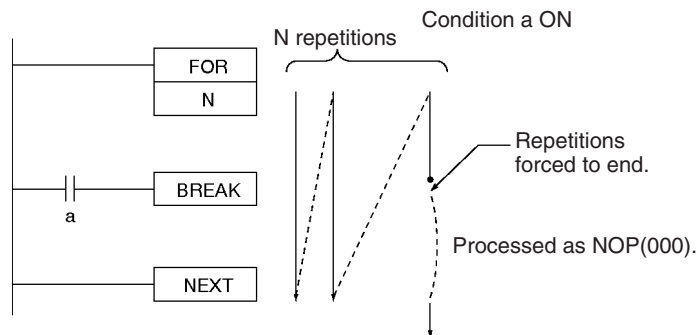 Condition a ON
N repetitions
FOR
N
Repetitions
forced to end.
BREAK
a
Processed as NOP(000).
NEXT